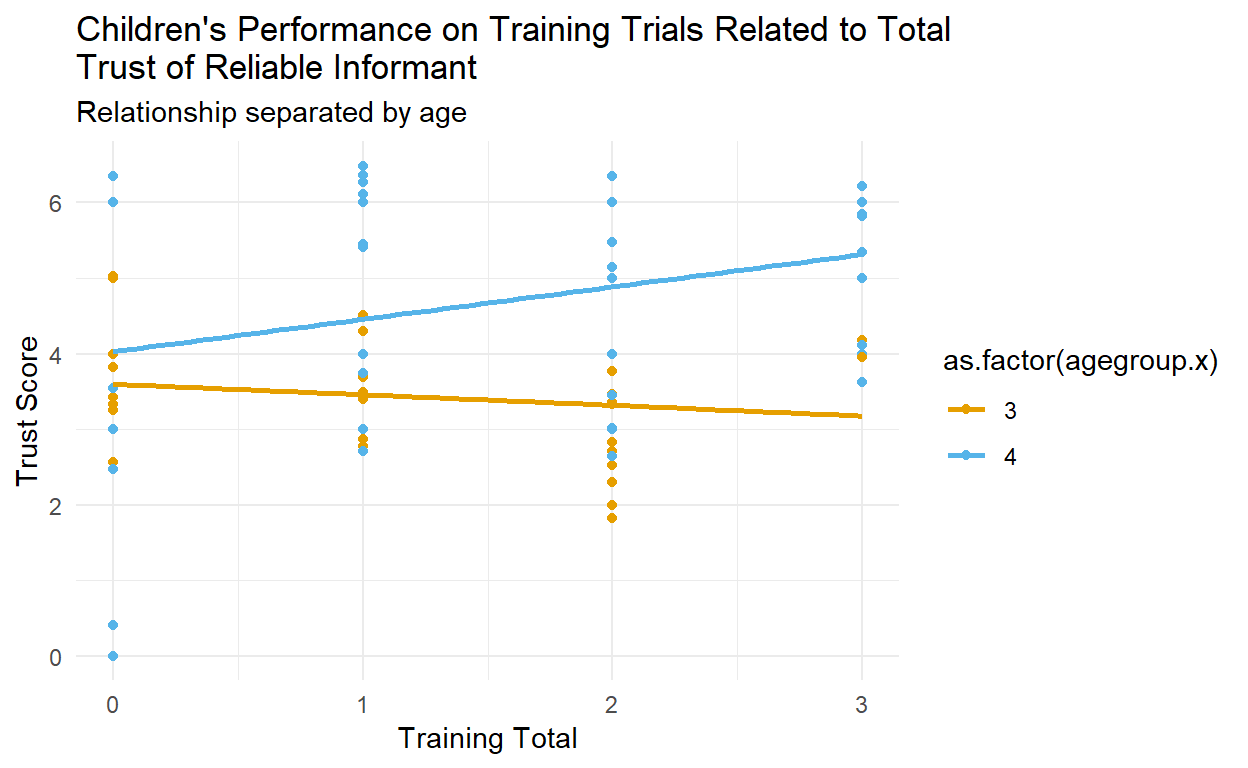 Children's Performance on Training Trials Related to Total
Trust of Reliable Informant
Relationship separated by age
Trust Score
6
4
2
0
0 1 2 3
Training Total
as.factor(agegroup.x)
3
4